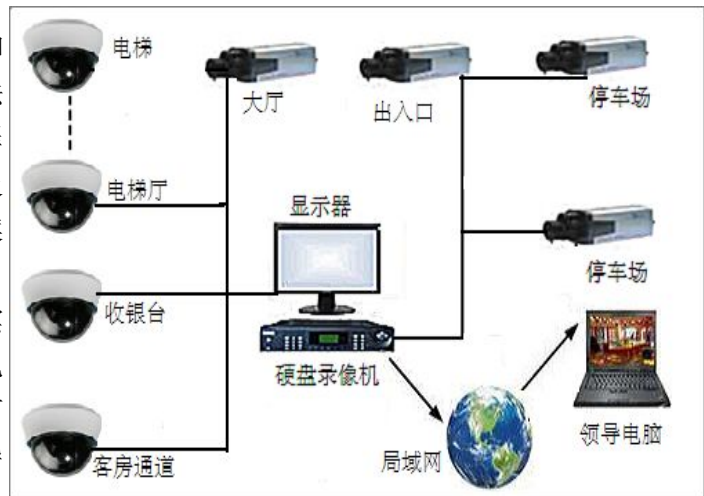 电梯
大厅
出入口
停车场
电梯厅
显示器
收银台
停车场
硬盘录像机
客房通道
局域网
领导电脑